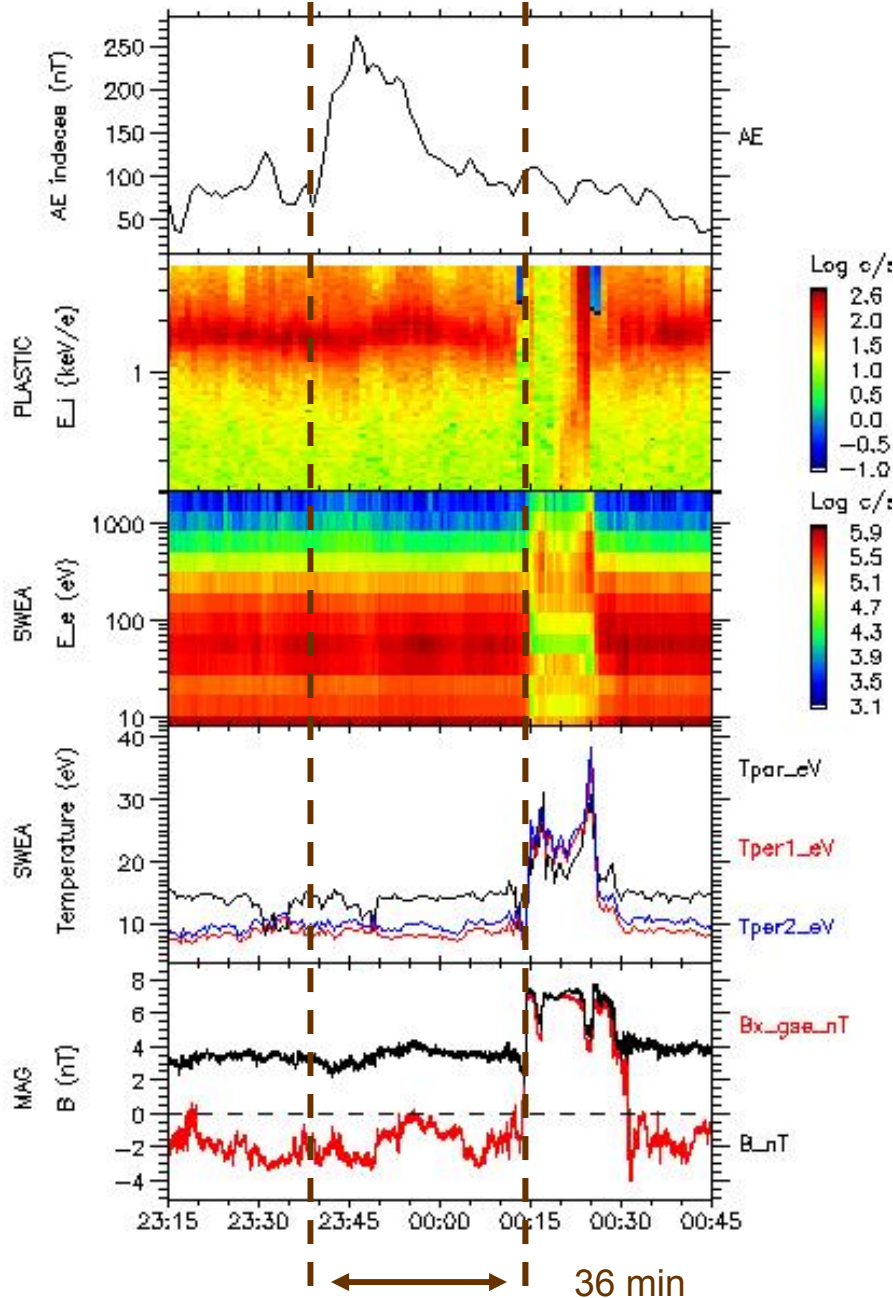 250
200
150
100
50
AE indeces (nT)
AE
Log c/s
2.6
2.0
1.5
1.0
0.5
0.0
-0.5
-1.0
PLASTIC
E_i {keV/e}
1
Log c/s
5.9
5.5
5.1
4.7
4.3
3.9
3.5
3.1
SWEA
E_e (eV)
1000
100
10
SWEA
Temperature (eV)
40
30
20
10
Tpar_eV
Tper1_eV
Tper2_eV
MAG
B (nT)
8
6
4
2
0
-2
-4
Bx_gse_nT
B_nT
23:15 23:30 23:45 00:00 00:15 00:30 00:45
36 min